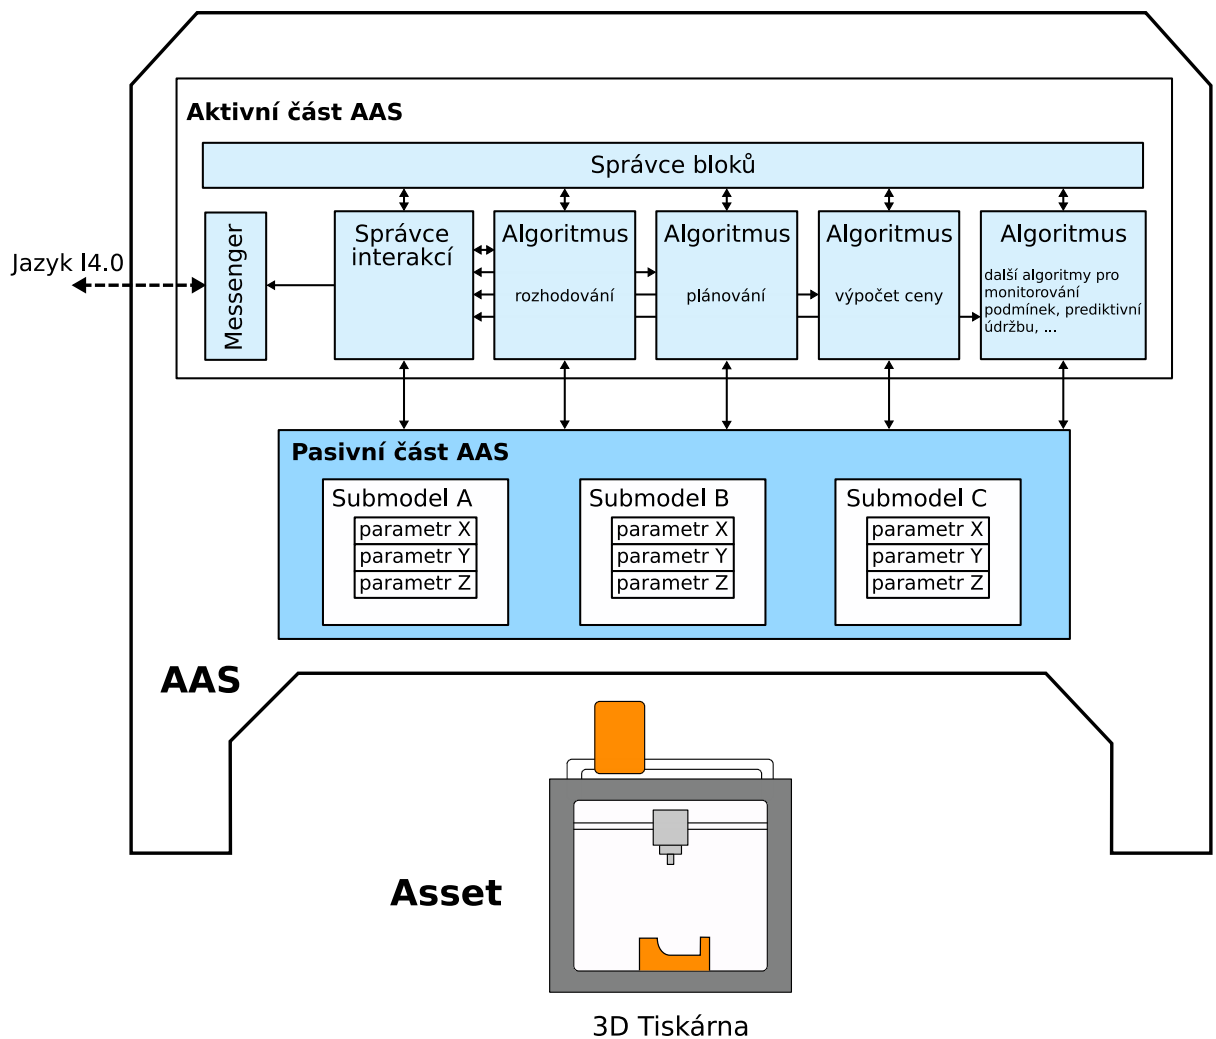 Aktivní část AAS
Správce bloků
Jazyk I4.0
Messenger
Správce
interakcí
Algoritmus
rozhodování
Algoritmus
plánování
Algoritmus
výpočet ceny
Algoritmus
další algoritmy pro
monitorování
podmínek, prediktivní
údržbu, ...
Pasivní část AAS
Submodel A
parametr X
parametr Y
parametr Z
Submodel B
parametr X
parametr Y
parametr Z
Submodel C
parametr X
parametr Y
parametr Z
AAS
Asset
3D Tiskárna